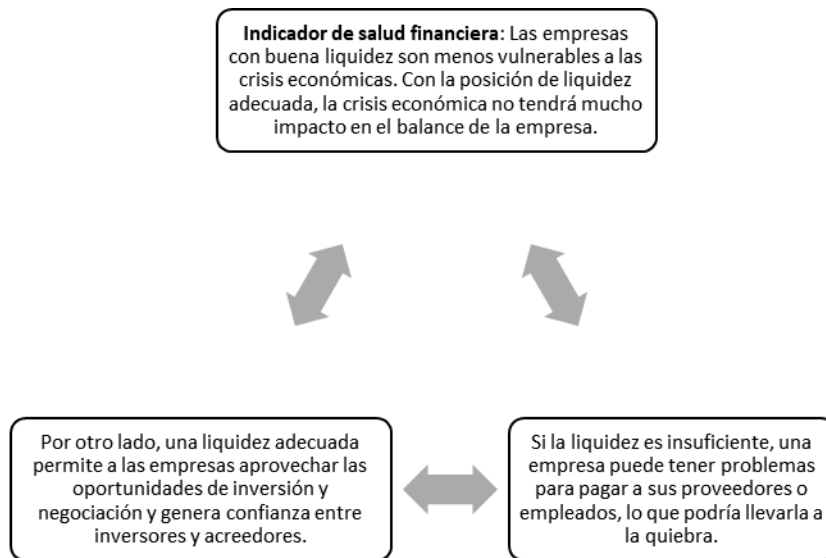 Indicador de salud financiera: Las empresas
con buena liquidez son menos vulnerables a las
crisis económicas. Con la posición de liquidez
adecuada, la crisis económica no tendrá mucho
impacto en el balance de la empresa.
Por otro lado, una liquidez adecuada
permite a las empresas aprovechar las
oportunidades de inversión y
negociación y genera confianza entre
inversores y acreedores.
Si la liquidez es insuficiente, una
empresa puede tener problemas
para pagar a sus proveedores o
empleados, lo que podría llevarla a
la quiebra.